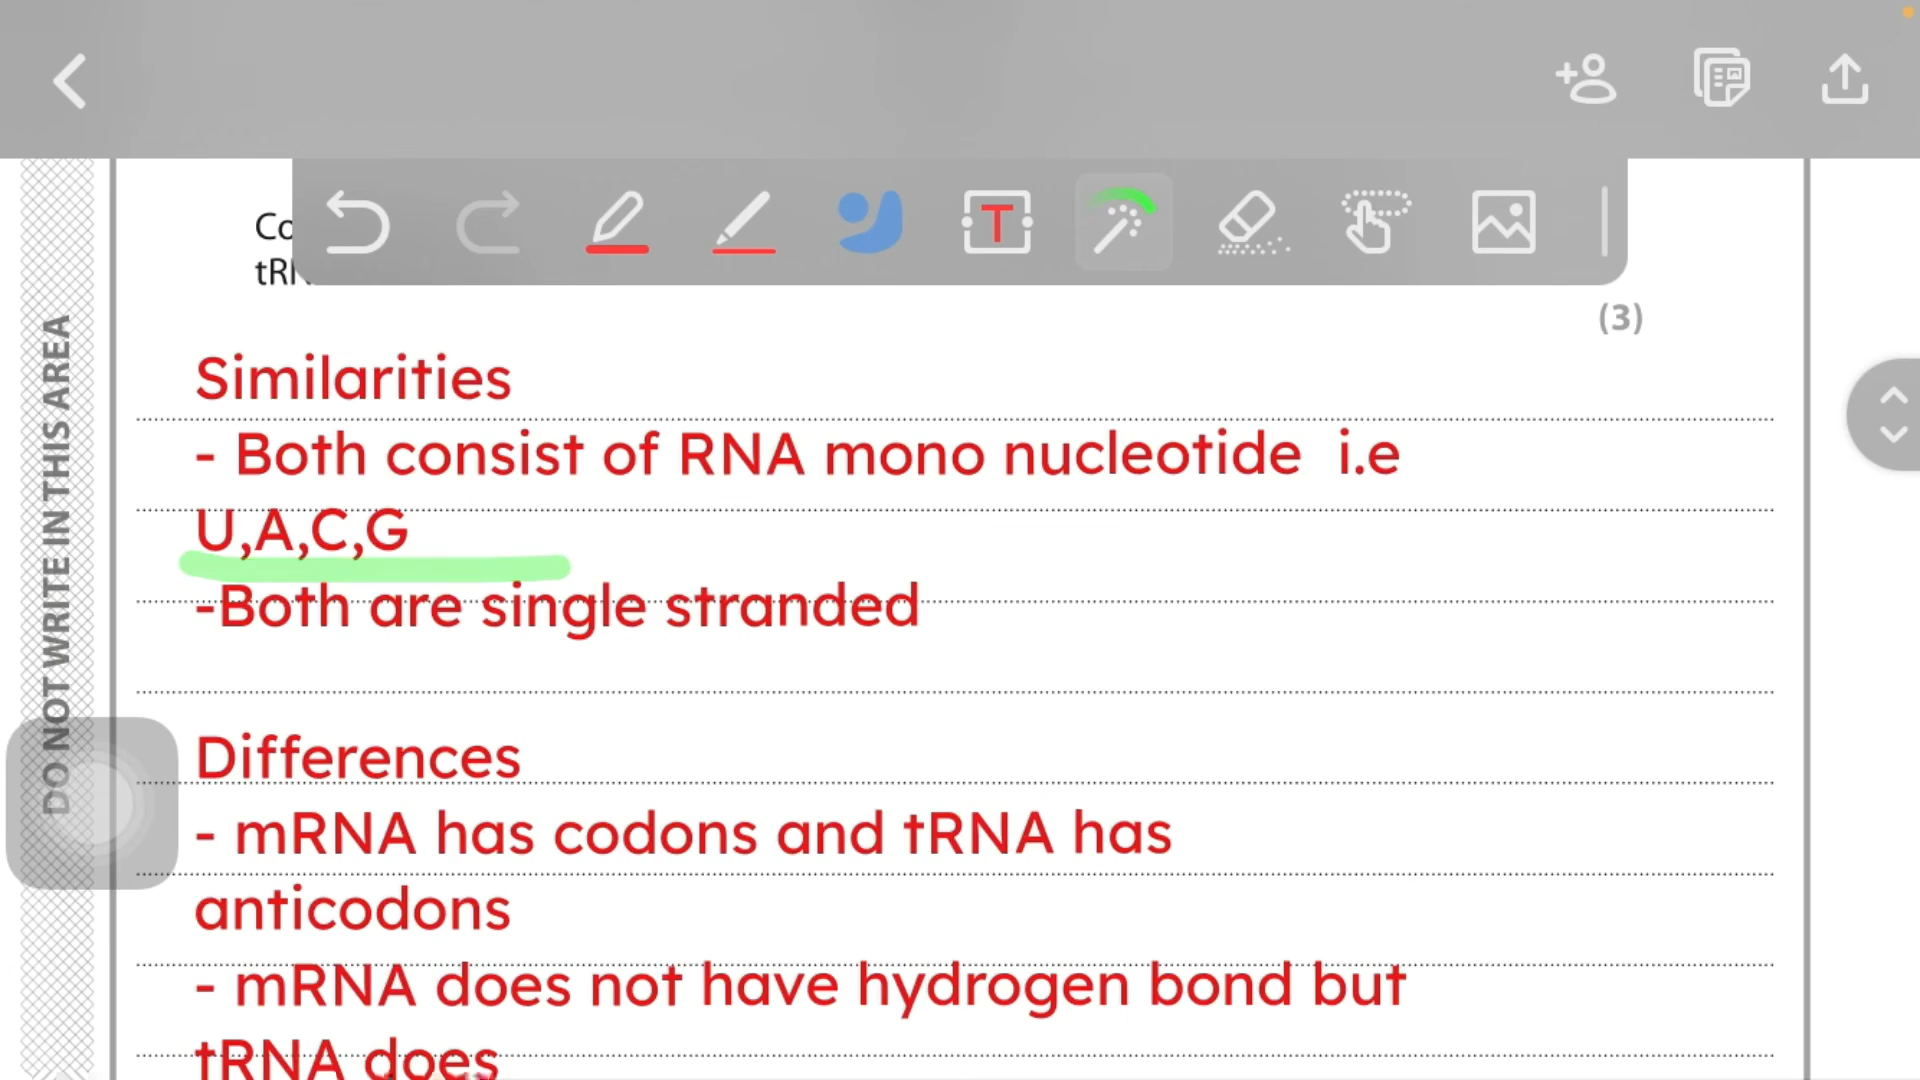 Co
tRN
(3)
Similarities
- Both consist of RNA mono nucleotide i.e
U,A,C,G
-Both are single stranded
Differences
- mRNA has codons and tRNA has
anticodons
- mRNA does not have hydrogen bond but
tRNA does
DO NOT WRITE IN THIS AREA
T